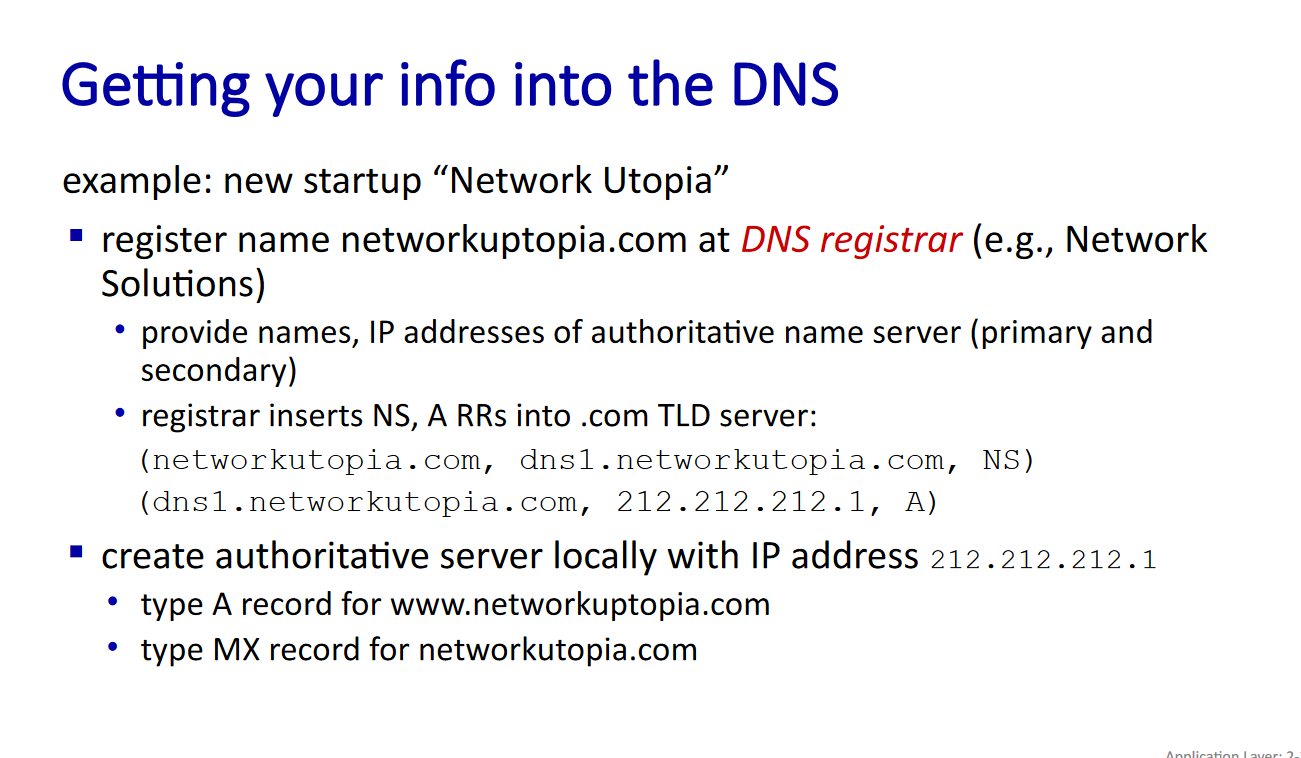 Getting your info into the DNS
example: new startup “Network Utopia”
register name networkuptopia.com at DNS registrar (e.g., Network
Solutions)
provide names, IP addresses of authoritative name server (primary and
secondary)
registrar inserts NS, A RRs into .com TLD server:
(networkutopia.com, dns1.networkutopia.com, NS)
(dns1.networkutopia.com, 212.212.212.1, A)
create authoritative server locally with IP address 212.212.212.1
type A record for www.networkuptopia.com
type MX record for networkutopia.com
Application Layer: 2-